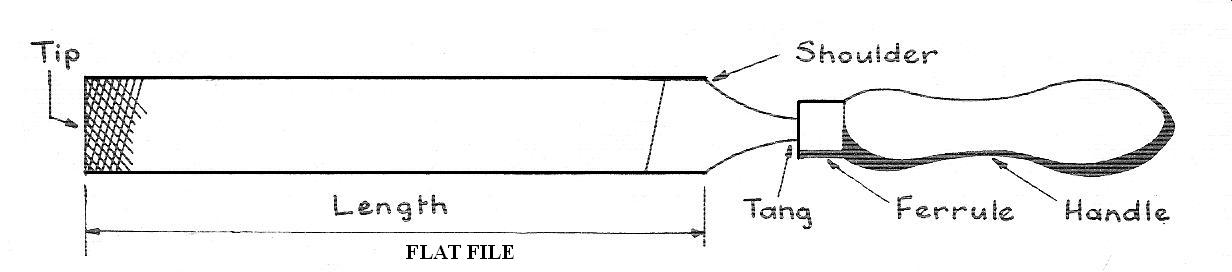 Tip
Shoulder
Length
Tang
Ferrule
Handle
FLAT FILE